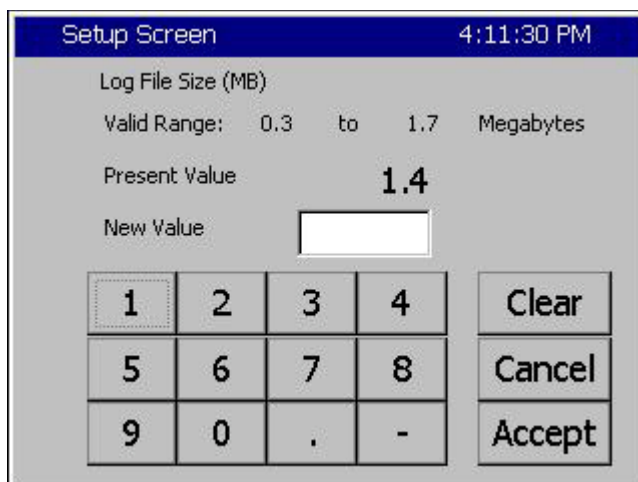 Setup Screen 4:11:30 PM
Log File Size (MB)
Valid Range: 0.3 to 1.7 Megabytes
Present Value 1.4
New Value
1 2 3 4 Clear
5 6 7 8 Cancel
9 0 . - Accept